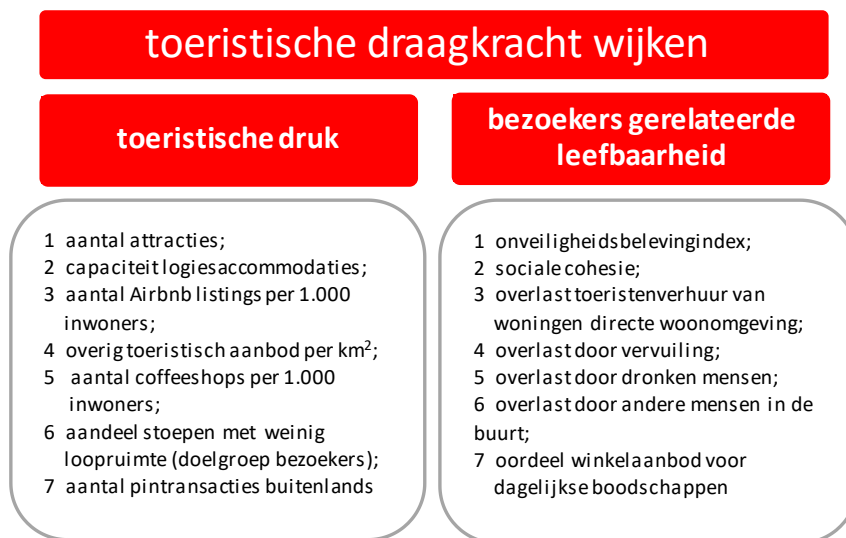 toeristische draagkracht wijken
toeristische druk
1 aantal attracties;
2 capaciteit logiesaccommodaties;
3 aantal Airbnb listings per 1.000
inwoners;
4 overig toeristisch aanbod per km²;
5 aantal coffeeshops per 1.000
inwoners;
6 aandeel stoepen met weinig
loopruimte (doelgroep bezoekers);
7 aantal pintransacties buitenlands
bezoekers gerelateerde
leefbaarheid
1 onveiligheidsbelevingindex;
2 sociale cohesie;
3 overlast toeristenverhuur van
woningen directe woonomgeving;
4 overlast door vervuiling;
5 overlast door dronken mensen;
6 overlast door andere mensen in de
buurt;
7 oordeel winkelaanbod voor
dagelijkse boodschappen